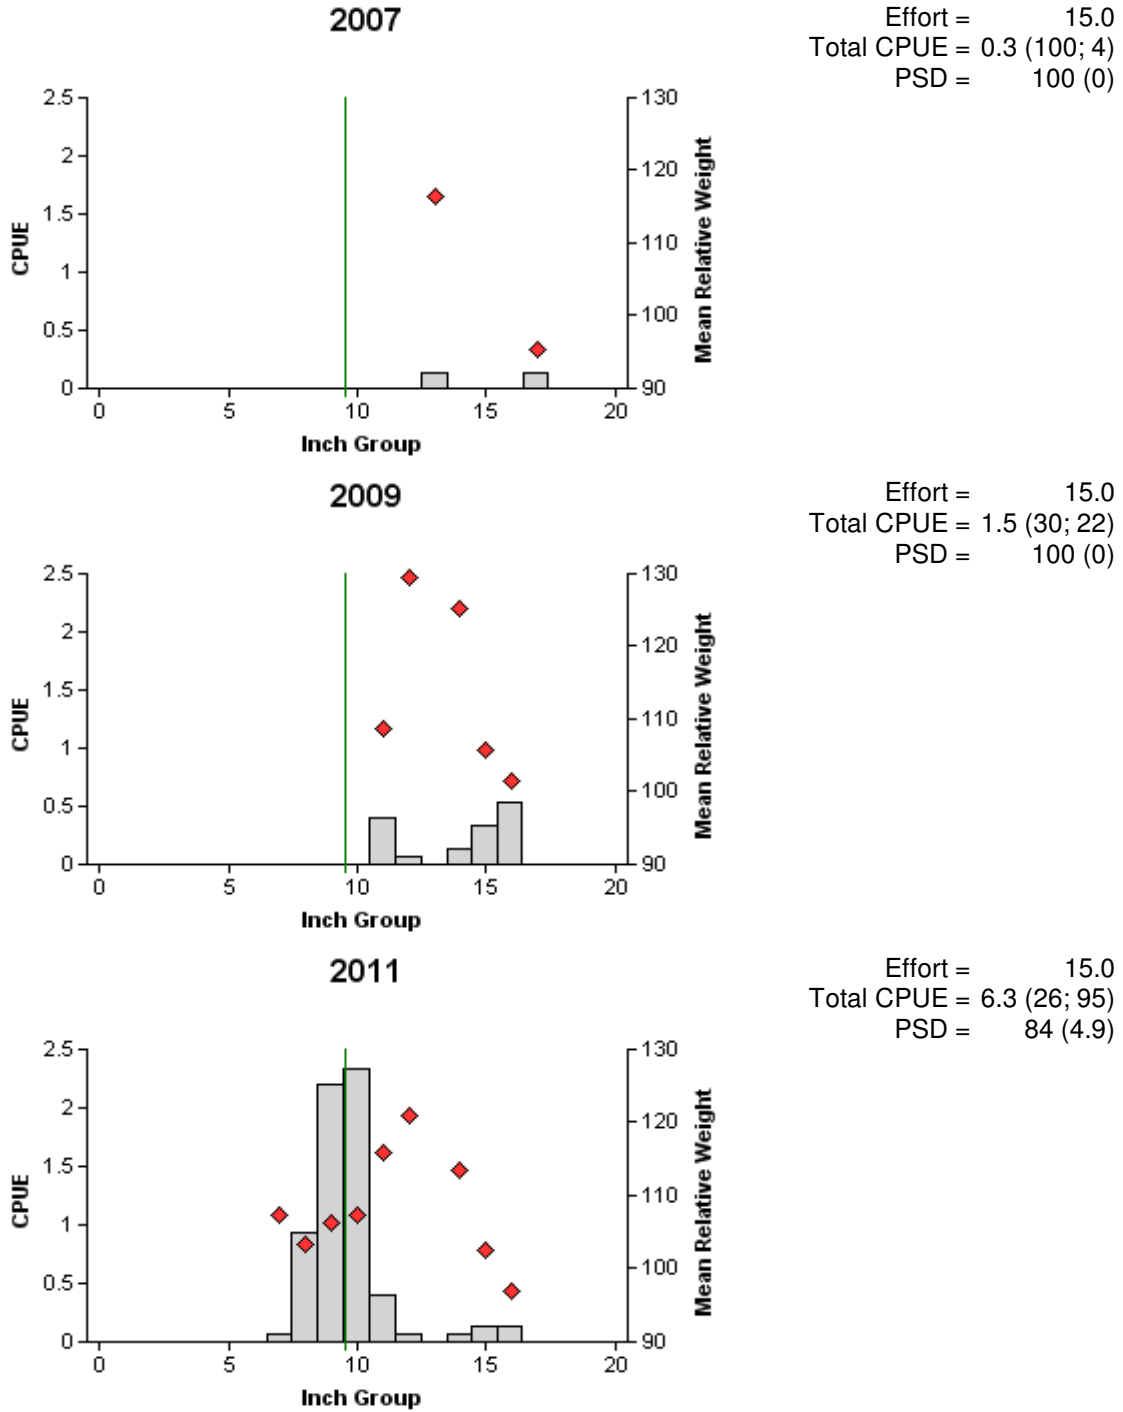 2007
Effort = 15.0
Total CPUE = 0.3 (100; 4)
PSD = 100 (0)
2.5
2
1.5
1
0.5
0
CPUE
130
120
110
100
90
Mean Relative Weight
0 5 10 15 20
Inch Group
2009
Effort = 15.0
Total CPUE = 1.5 (30; 22)
PSD = 100 (0)
2.5
2
1.5
1
0.5
0
CPUE
130
120
110
100
90
Mean Relative Weight
0 5 10 15 20
Inch Group
2011
Effort = 15.0
Total CPUE = 6.3 (26; 95)
PSD = 84 (4.9)
2.5
2
1.5
1
0.5
0
CPUE
130
120
110
100
90
Mean Relative Weight
0 5 10 15 20
Inch Group